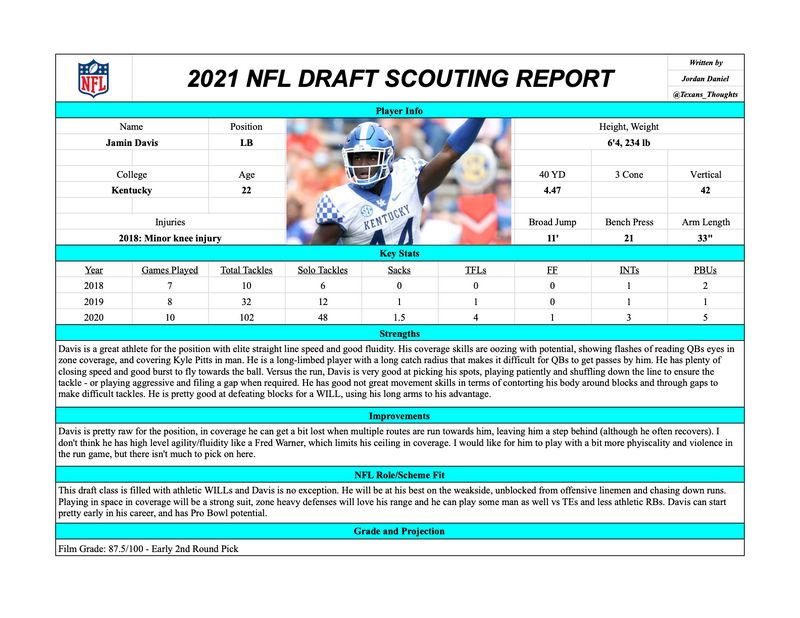 NFL
2021 NFL DRAFT SCOUTING REPORT
Written by
Jordan Daniel
@Texans_Thoughts
Player Info
Name Position Height, Weight
Jamin Davis LB 6'4, 234 lb
College Age 40 YD 3 Cone Vertical
Kentucky 22 4.47 42
Injuries Broad Jump Bench Press Arm Length
2018: Minor knee injury 11' 21 33"
KENTUCKY
44
Key Stats
Year Games Played Total Tackles Solo Tackles Sacks TFLs FF INTs PBUs
2018 7 10 6 0 0 0 1 2
2019 8 32 12 1 1 0 1 1
2020 10 102 48 1.5 4 1 3 5
Strengths
Davis is a great athlete for the position with elite straight line speed and good fluidity. His coverage skills are oozing with potential, showing flashes of reading QBs eyes in
zone coverage, and covering Kyle Pitts in man. He is a long-limbed player with a long catch radius that makes it difficult for QBs to get passes by him. He has plenty of
closing speed and good burst to fly towards the ball. Versus the run, Davis is very good at picking his spots, playing patiently and shuffling down the line to ensure the
tackle - or playing aggressive and filing a gap when required. He has good not great movement skills in terms of contorting his body around blocks and through gaps to
make difficult tackles. He is pretty good at defeating blocks for a WILL, using his long arms to his advantage.
Improvements
Davis is pretty raw for the position, in coverage he can get a bit lost when multiple routes are run towards him, leaving him a step behind (although he often recovers). I
don't think he has high level agility/fluidity like a Fred Warner, which limits his ceiling in coverage. I would like for him to play with a bit more phyiscality and violence in
the run game, but there isn't much to pick on here.
NFL Role/Scheme Fit
This draft class is filled with athletic WILLs and Davis is no exception. He will be at his best on the weakside, unblocked from offensive linemen and chasing down runs.
Playing in space in coverage will be a strong suit, zone heavy defenses will love his range and he can play some man as well vs TEs and less athletic RBs. Davis can start
pretty early in his career, and has Pro Bowl potential.
Grade and Projection
Film Grade: 87.5/100 - Early 2nd Round Pick